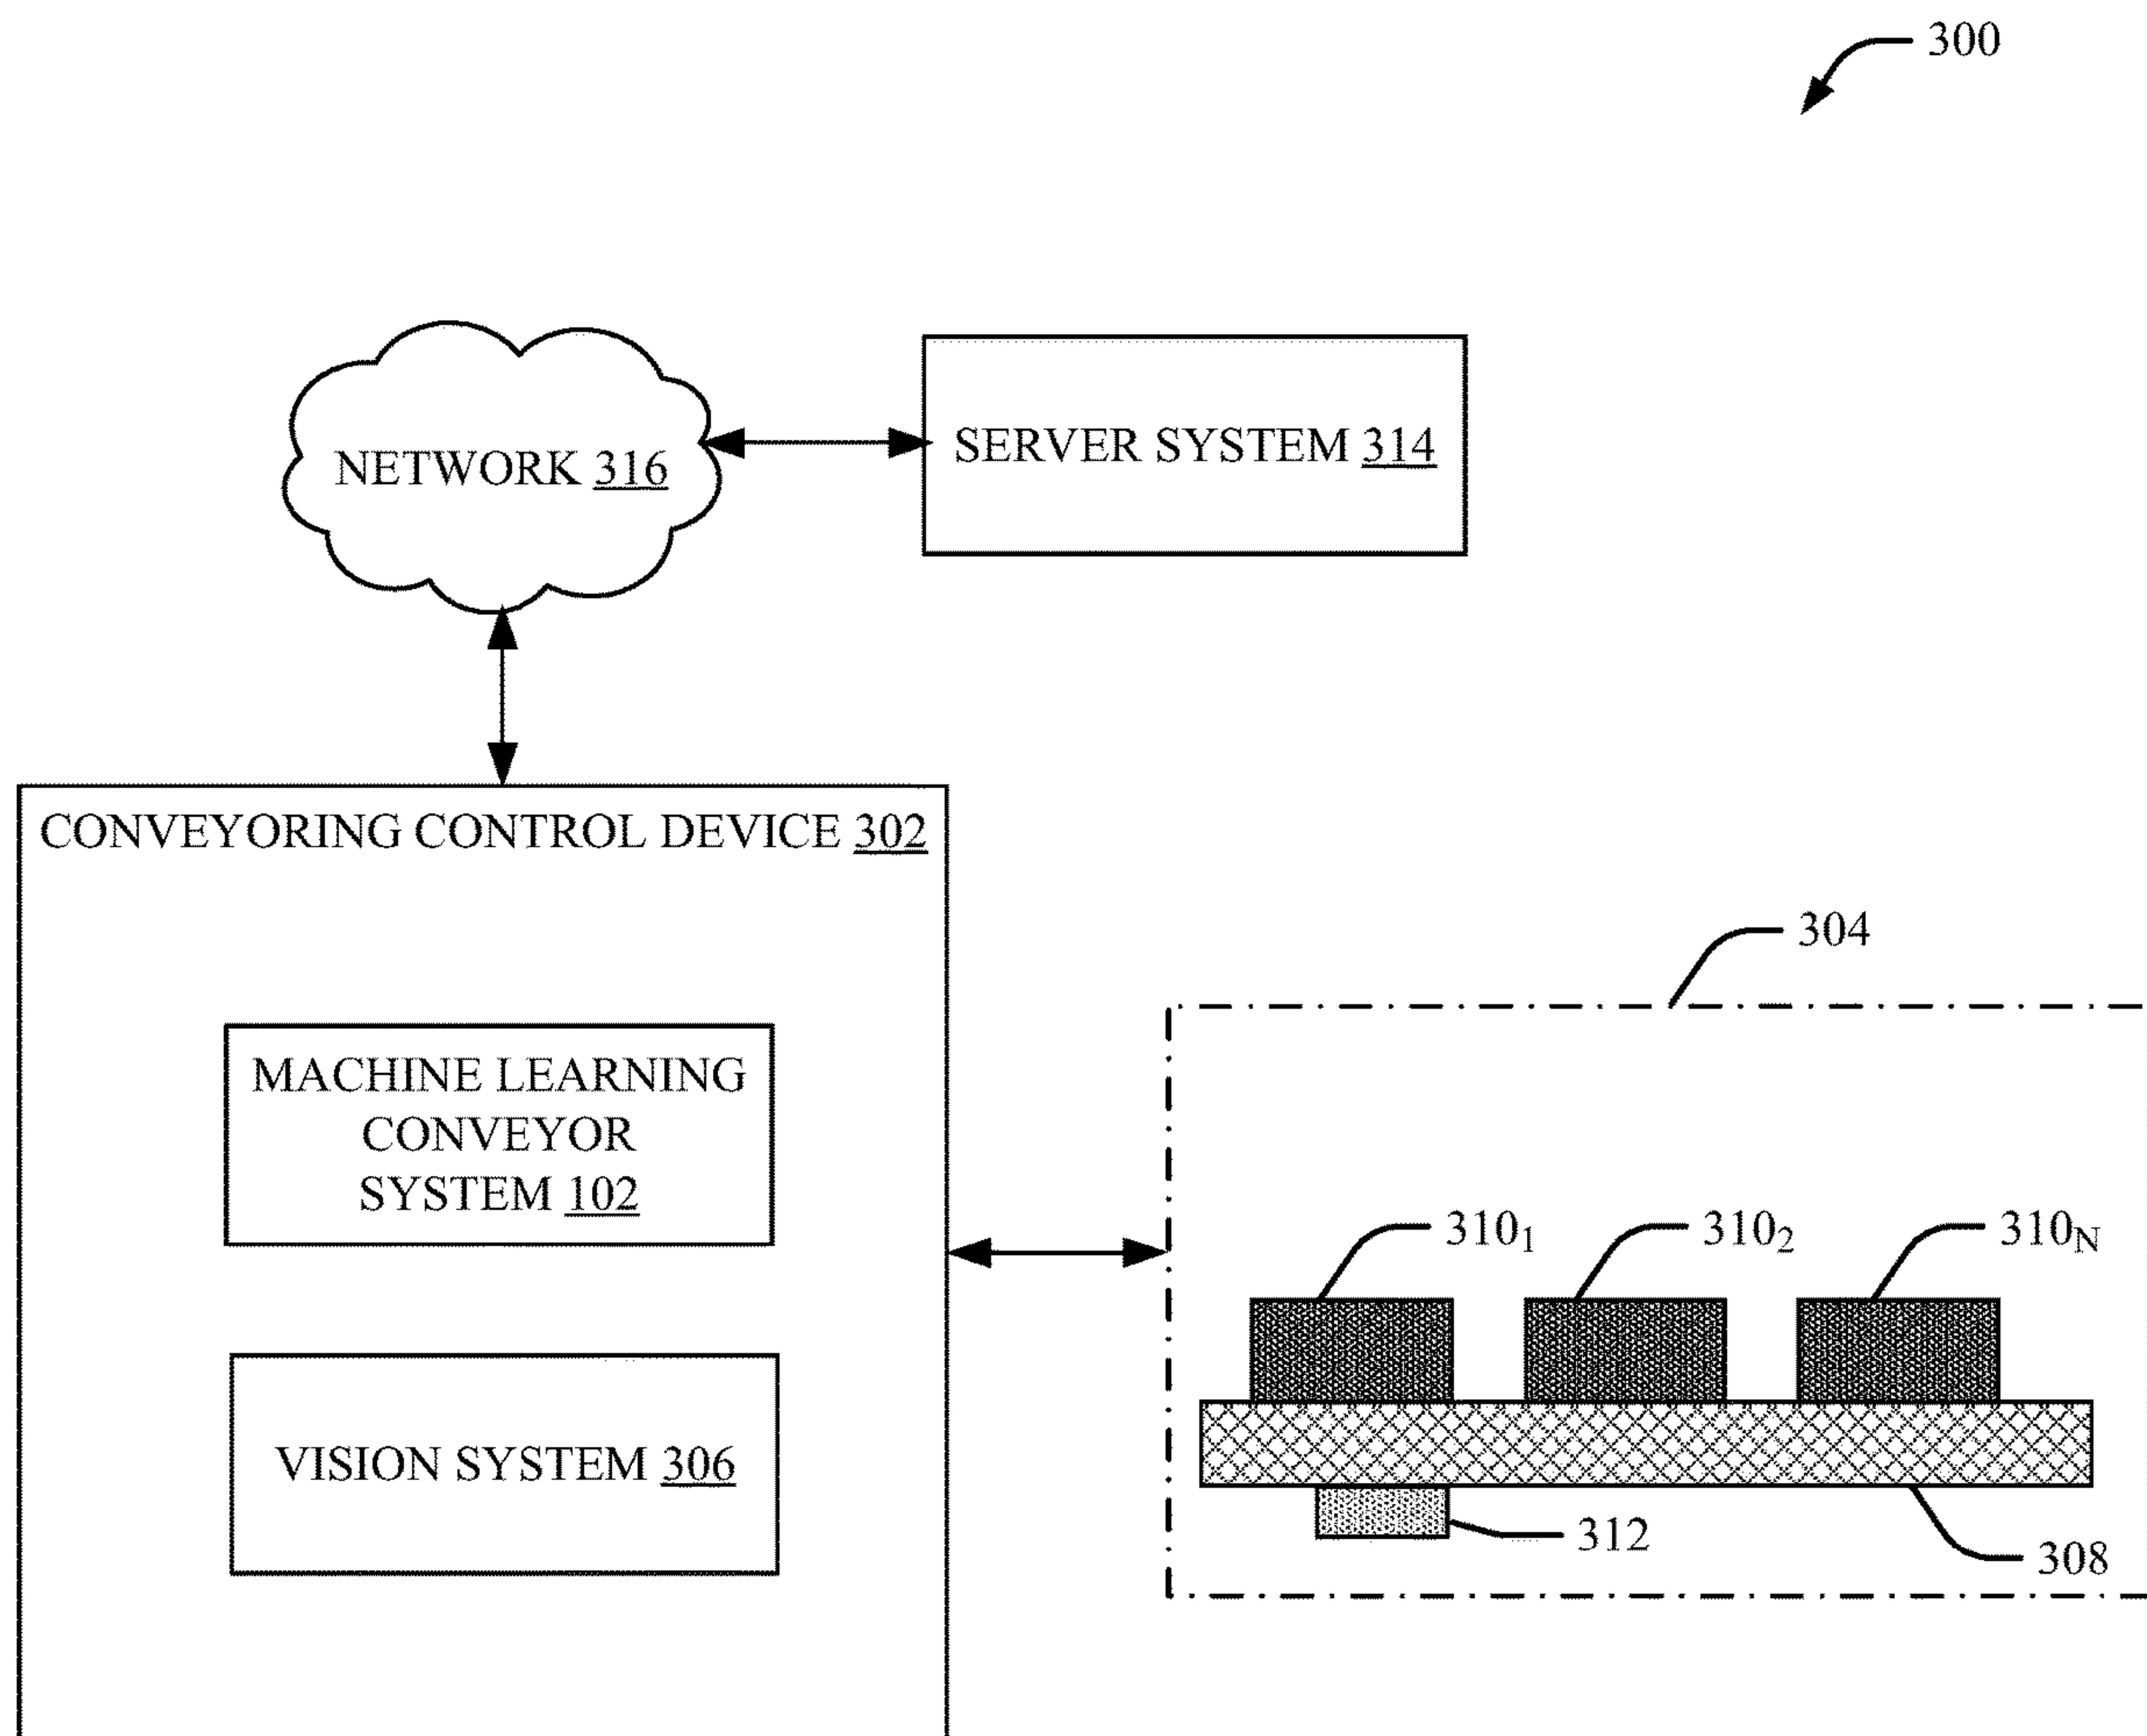 300
NETWORK 316
SERVER SYSTEM 314
CONVEYORING CONTROL DEVICE 302
304
MACHINE LEARNING
CONVEYOR
SYSTEM 102
310₁
310₂
310N
VISION SYSTEM 306
312
308